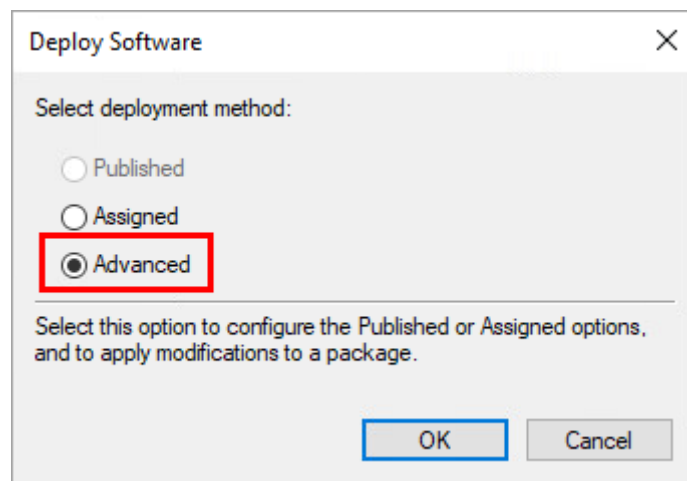 Deploy Software
Select deployment method:
Published
Assigned
Advanced
Select this option to configure the Published or Assigned options,
and to apply modifications to a package.
OK
Cancel